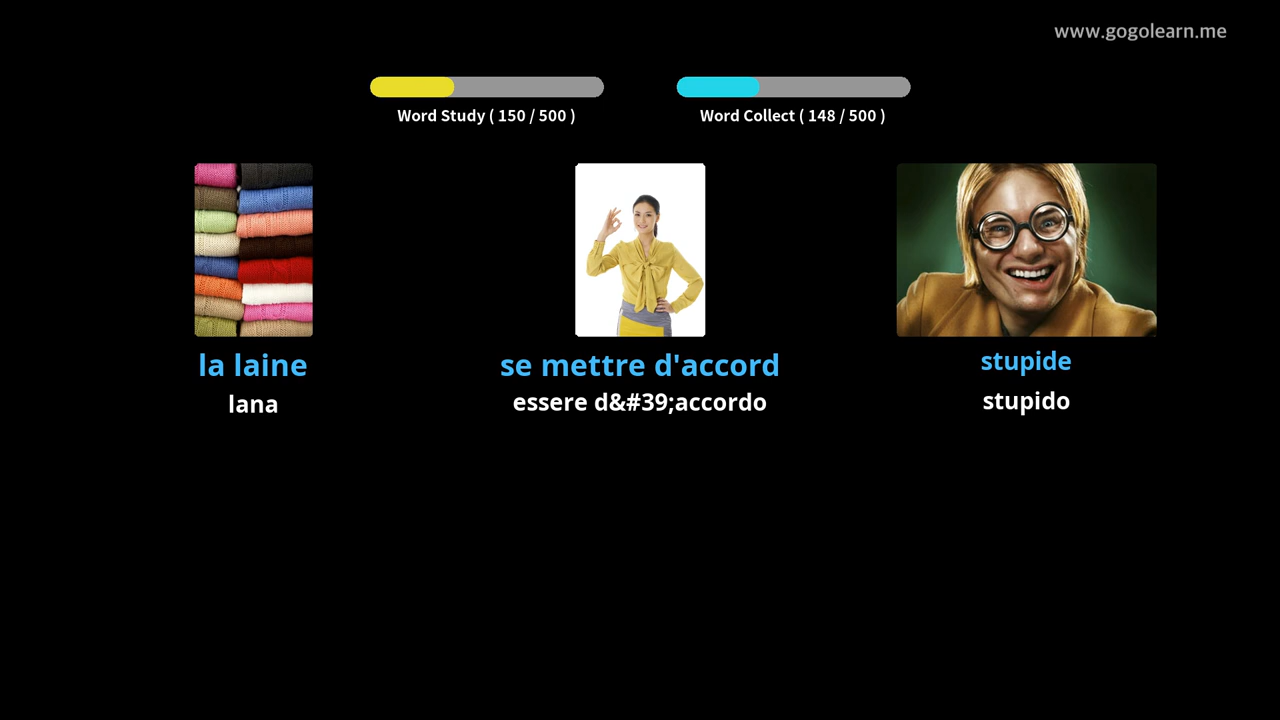 www.gogolearn.me
Word Study ( 150 / 500 )
Word Collect ( 148 / 500 )
la laine
lana
se mettre d'accord
essere d&#39;accordo
stupide
stupido